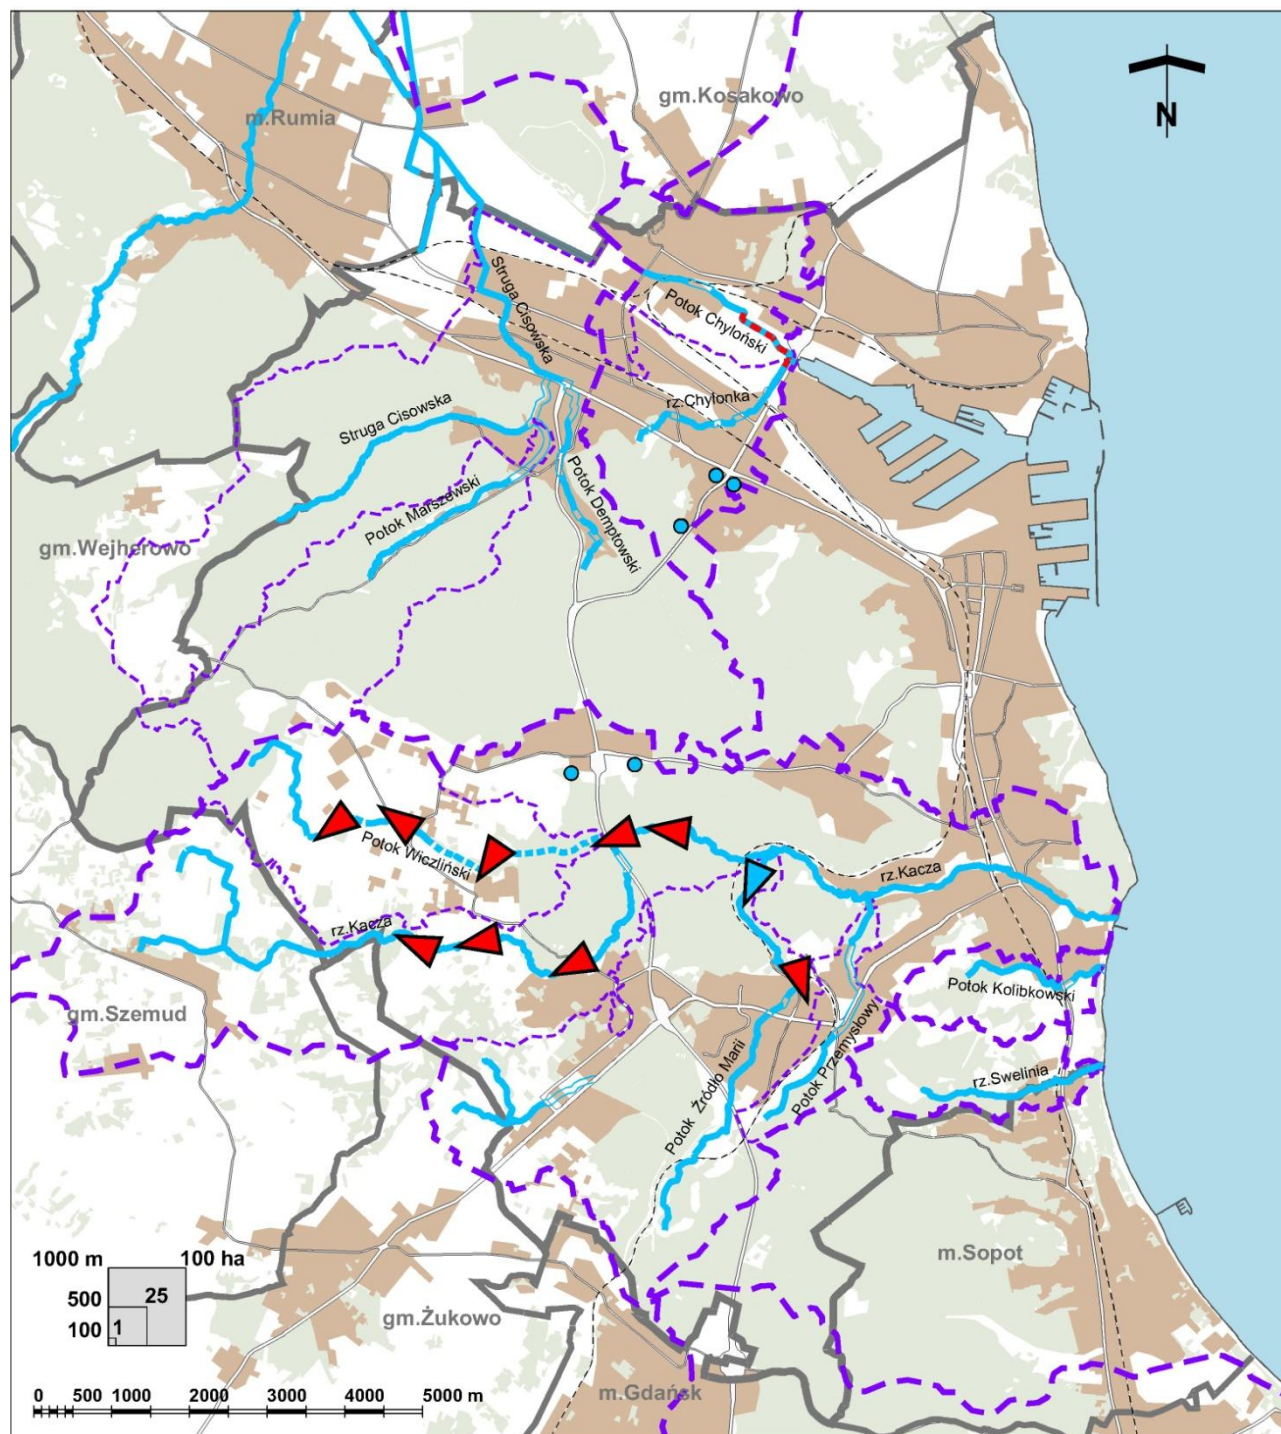 gm.Kosakowo
N
m.Rumia
Struga Cisowska
Potok Chyloński
rz.Chylonka
Struga Cisowska
Potok Marszewski
Potok Demptowski
gm.Wejherowo
Potok Wiczliński
rz.Kacza
rz.Kacza
Potok Kolibkowski
gm.Szemud
rz.Swelinia
Potok Źródło Marii
Potok Przemysłowy
1000 m
100 ha
500
25
100
1
m.Sopot
gm.Żukowo
m.Gdańsk
0 500 1000 2000 3000 4000 5000 m